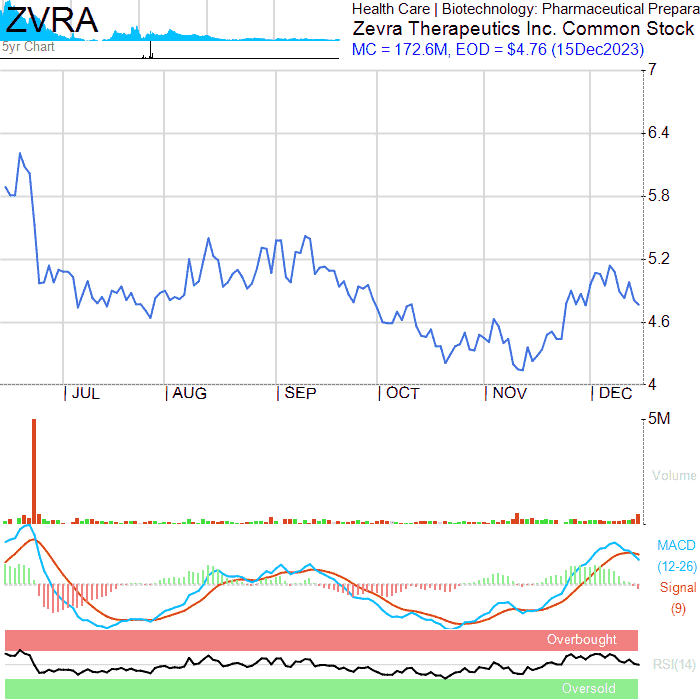 ZVRA
5yr Chart
Health Care | Biotechnology: Pharmaceutical Prepara
Zevra Therapeutics Inc. Common Stock
MC = 172.6M, EOD = $4.76 (15Dec2023)
7
6.4
5.8
5.2
4.6
4
JUL
AUG
SEP
OCT
NOV
DEC
5M
Volume
MACD
(12-26)
Signal
(9)
Overbought
RSI(14)
Oversold